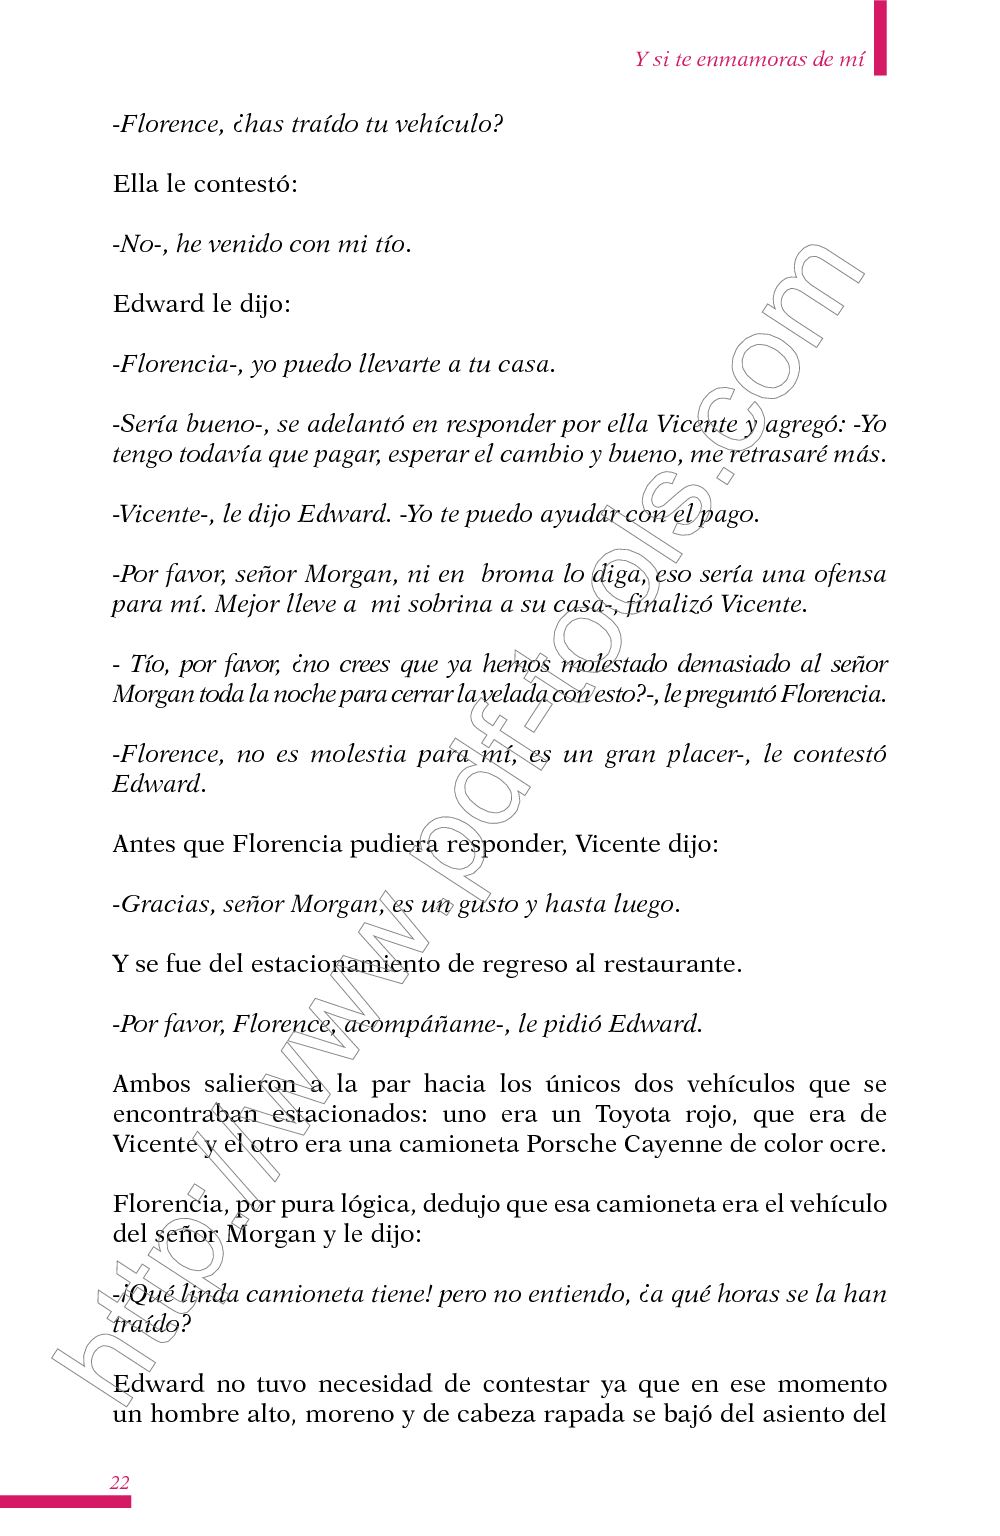 Y si te enmamoras de mí
-Florence, ¿has traído tu vehículo?
Ella le contestó:
-No-, he venido con mi tío.
Edward le dijo:
-Florencia-, yo puedo llevarte a tu casa.
-Sería bueno-, se adelantó en responder por ella Vicente y agregó: -Yo
tengo todavía que pagar, esperar el cambio y bueno, me retrasaré más.
-Vicente-, le dijo Edward. -Yo te puedo ayudar con el pago.
-Por favor, señor Morgan, ni en  broma lo diga, eso sería una ofensa
para mí. Mejor lleve a  mi sobrina a su casa-, finalizó Vicente.
- Tío, por favor, ¿no crees que ya hemos molestado demasiado al señor
Morgan toda la noche para cerrar la velada con esto?-, le preguntó Florencia.
-Florence, no es molestia para mí, es un gran placer-, le contestó
Edward.
Antes que Florencia pudiera responder, Vicente dijo:
-Gracias, señor Morgan, es un gusto y hasta luego.
Y se fue del estacionamiento de regreso al restaurante.
-Por favor, Florence, acompáñame-, le pidió Edward.
Ambos salieron a la par hacia los únicos dos vehículos que se
encontraban estacionados: uno era un Toyota rojo, que era de
Vicente y el otro era una camioneta Porsche Cayenne de color ocre.
Florencia, por pura lógica, dedujo que esa camioneta era el vehículo
del señor Morgan y le dijo:
-¡Qué linda camioneta tiene! pero no entiendo, ¿a qué horas se la han
traído?
Edward no tuvo necesidad de contestar ya que en ese momento
un hombre alto, moreno y de cabeza rapada se bajó del asiento del
22
http://www.pdf-tools.com